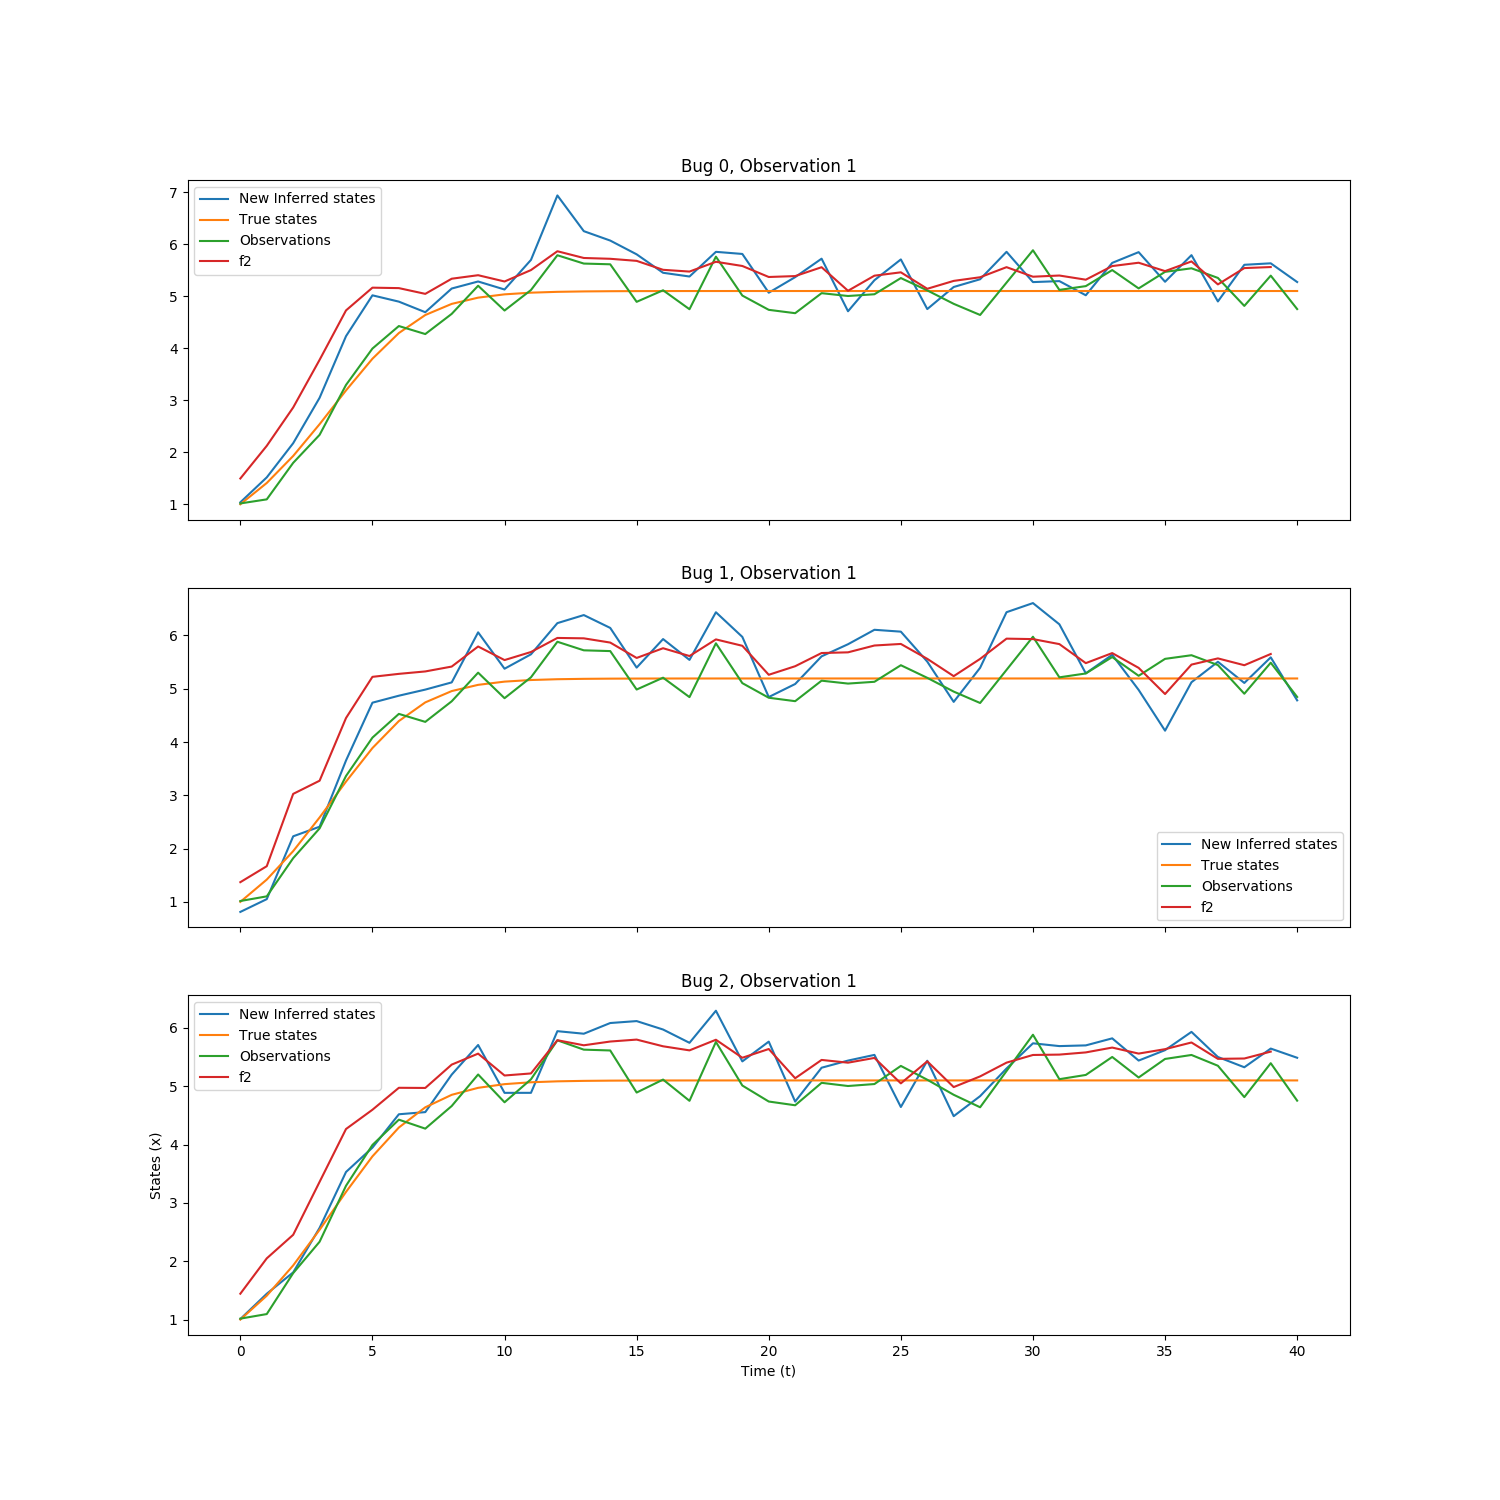 Bug 0, Observation 1
7
6
5
4
3
2
1
New Inferred states
True states
Observations
f2
Bug 1, Observation 1
6
5
4
3
2
1
New Inferred states
True states
Observations
f2
Bug 2, Observation 1
6
5
4
3
2
1
States (x)
New Inferred states
True states
Observations
f2
0 5 10 15 20 25 30 35 40
Time (t)